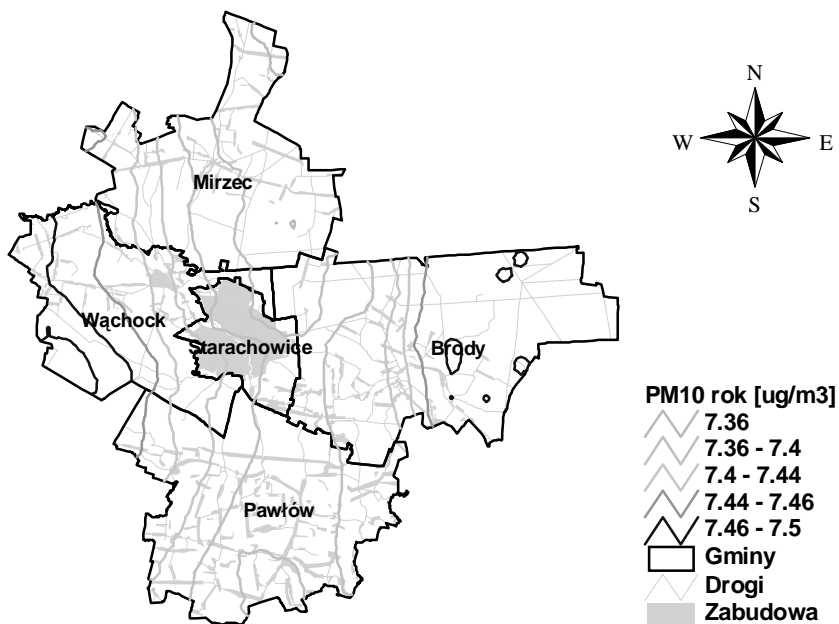 N
W
E
S
Mirzec
Wąchock
Starachowice
Brody
Pawłów
PM10 rok [ug/m3]
7.36
7.36 - 7.4
7.4 - 7.44
7.44 - 7.46
7.46 - 7.5
Gminy
Drogi
Zabudowa